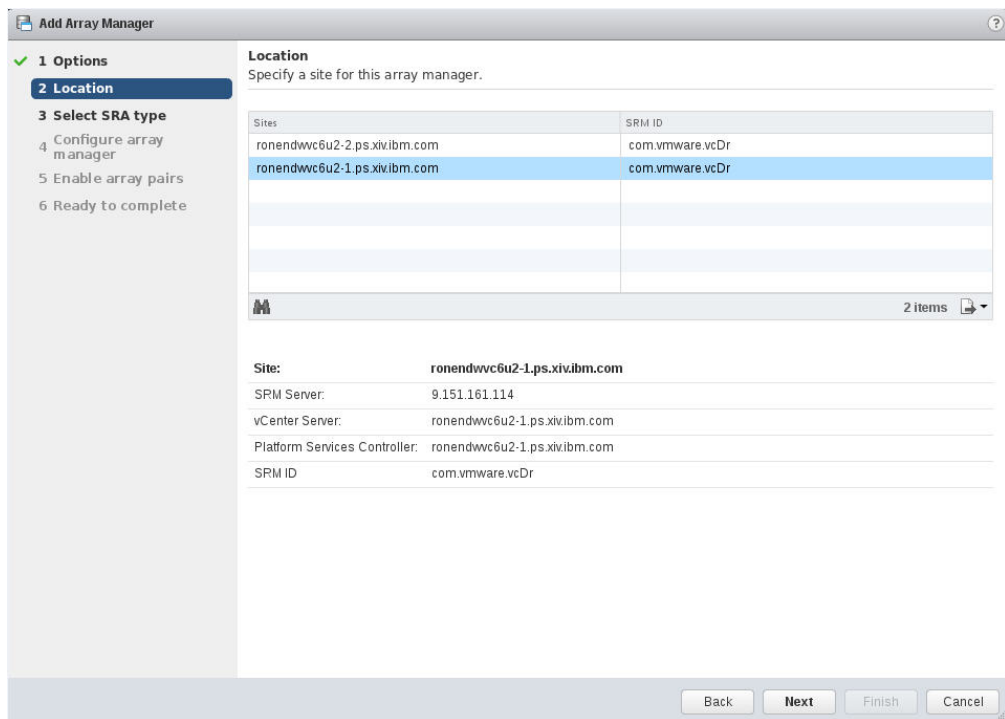 Add Array Manager
?
1 Options
2 Location
3 Select SRA type
4 Configure array
manager
5 Enable array pairs
6 Ready to complete
Location
Specify a site for this array manager.
Sites SRM ID
ronendwvc6u2-2.ps.xiv.ibm.com com.vmware.vcDr
ronendwvc6u2-1.ps.xiv.ibm.com com.vmware.vcDr
2 items
Site: ronendwvc6u2-1.ps.xiv.ibm.com
SRM Server: 9.151.161.114
vCenter Server: ronendwvc6u2-1.ps.xiv.ibm.com
Platform Services Controller: ronendwvc6u2-1.ps.xiv.ibm.com
SRM ID com.vmware.vcDr
Back Next Finish Cancel